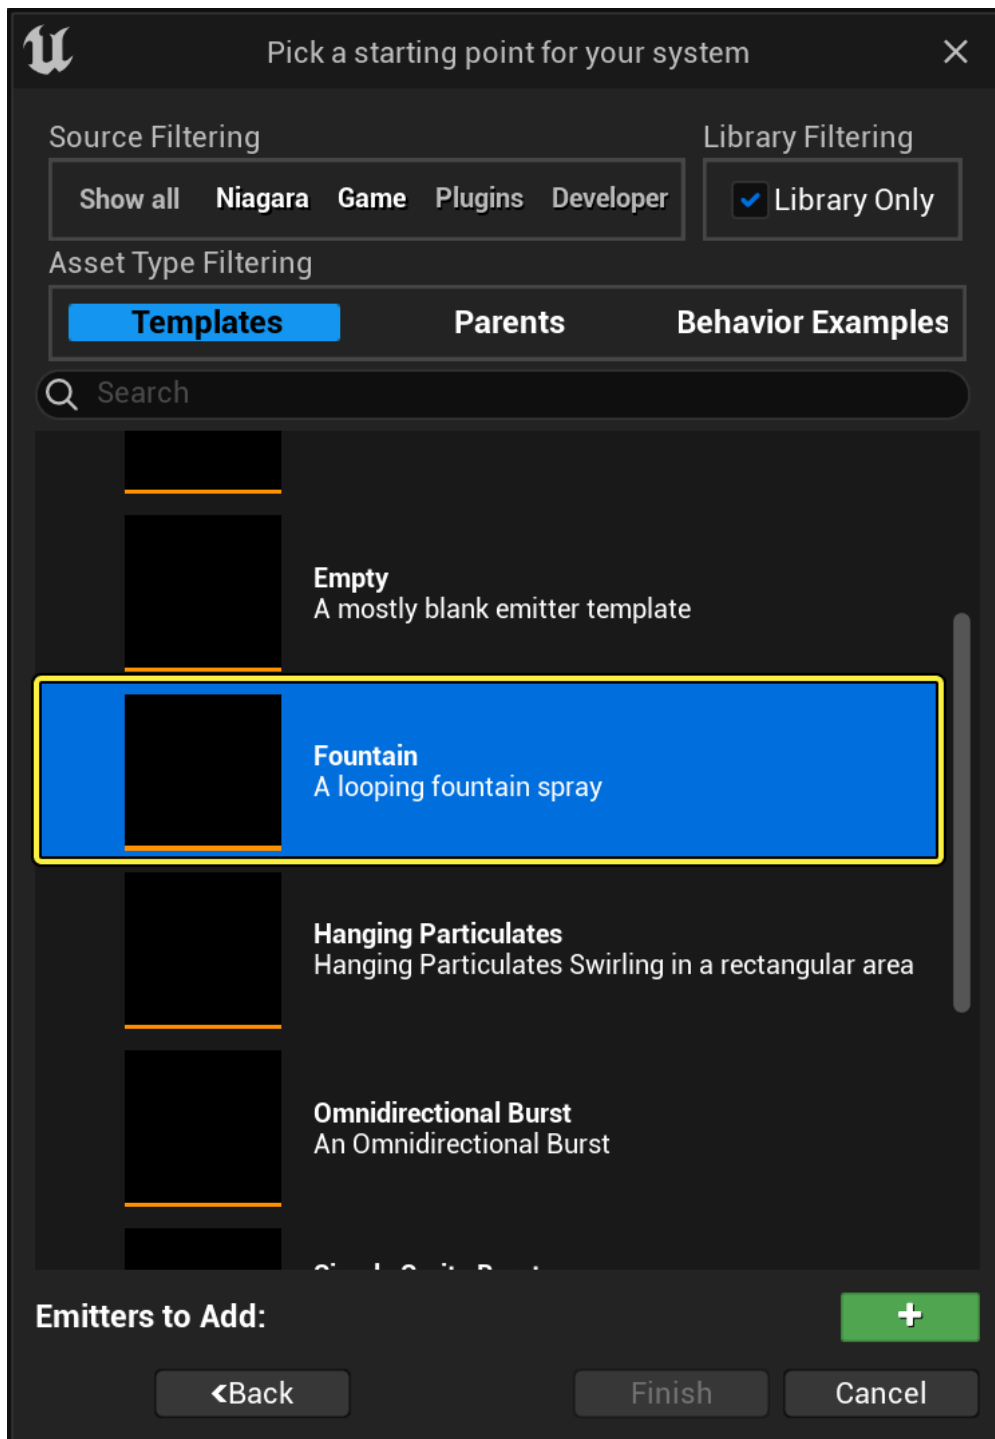 Pick a starting point for your system
Source Filtering
Library Filtering
Show all Niagara Game Plugins Developer
Library Only
Asset Type Filtering
Templates Parents Behavior Examples
Search
Empty
A mostly blank emitter template
Fountain
A looping fountain spray
Hanging Particulates
Hanging Particulates Swirling in a rectangular area
Omnidirectional Burst
An Omnidirectional Burst
Emitters to Add:
<Back
Finish
Cancel